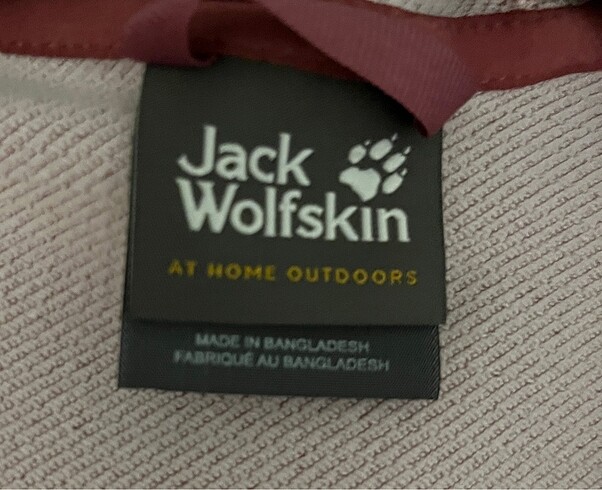 Jack
Wolfskin
AT HOME OUTDOORS
MADE IN BANGLADESH
FABRIQUÉ AU BANGLADESH